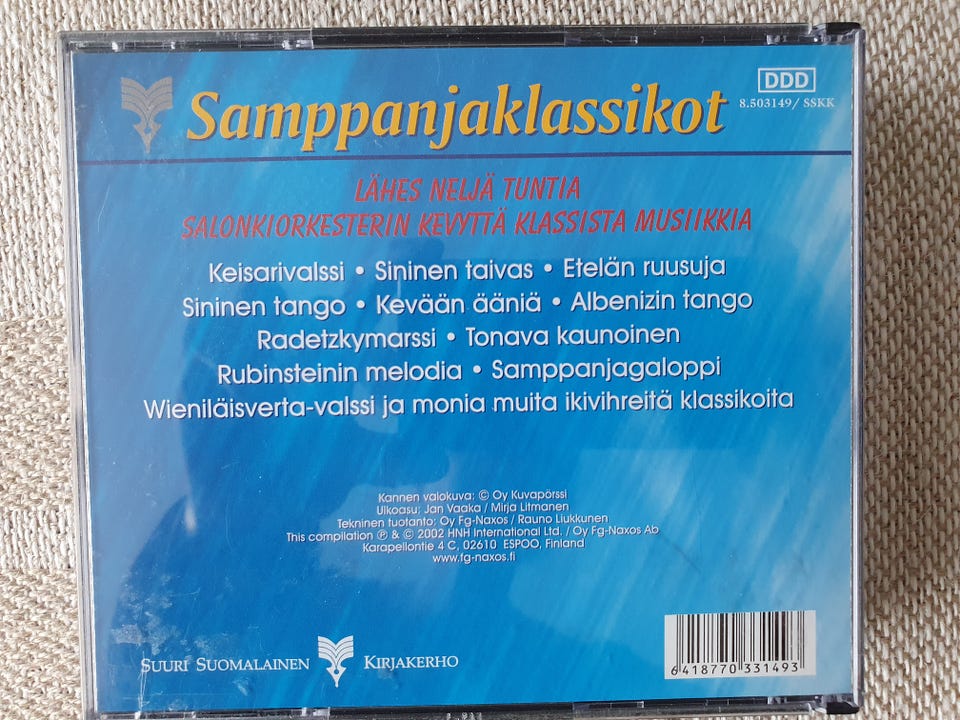 DDD
8.503149/ SSKK
Samppanjaklassikot
LÄHES NELJÄ TUNTIA
SALONKIORKESTERIN KEVYTTÄ KLASSISTA MUSIIKKIA
Keisarivalssi • Sininen taivas • Etelän ruusuja
Sininen tango • Kevään ääniä • Albenizin tango
Radetzkymarssi • Tonava kaunoinen
Rubinsteinin melodia • Samppanjagaloppi
Wieniläisverta-valssi ja monia muita ikivihreitä klassikoita
Kannen valokuva: © Oy Kuvapörssi
Ulkoasu: Jan Vaaka / Mirja Litmanen
Tekninen tuotanto: Oy Fg-Naxos / Rauno Liukkunen
This compilation ℗ & © 2002 HNH International Ltd. / Oy Fg-Naxos Ab
Karapellontie 4 C, 02610 ESPOO, Finland
www.fg-naxos.fi
SUURI SUOMALAINEN KIRJAKERHO
6 418770 331493